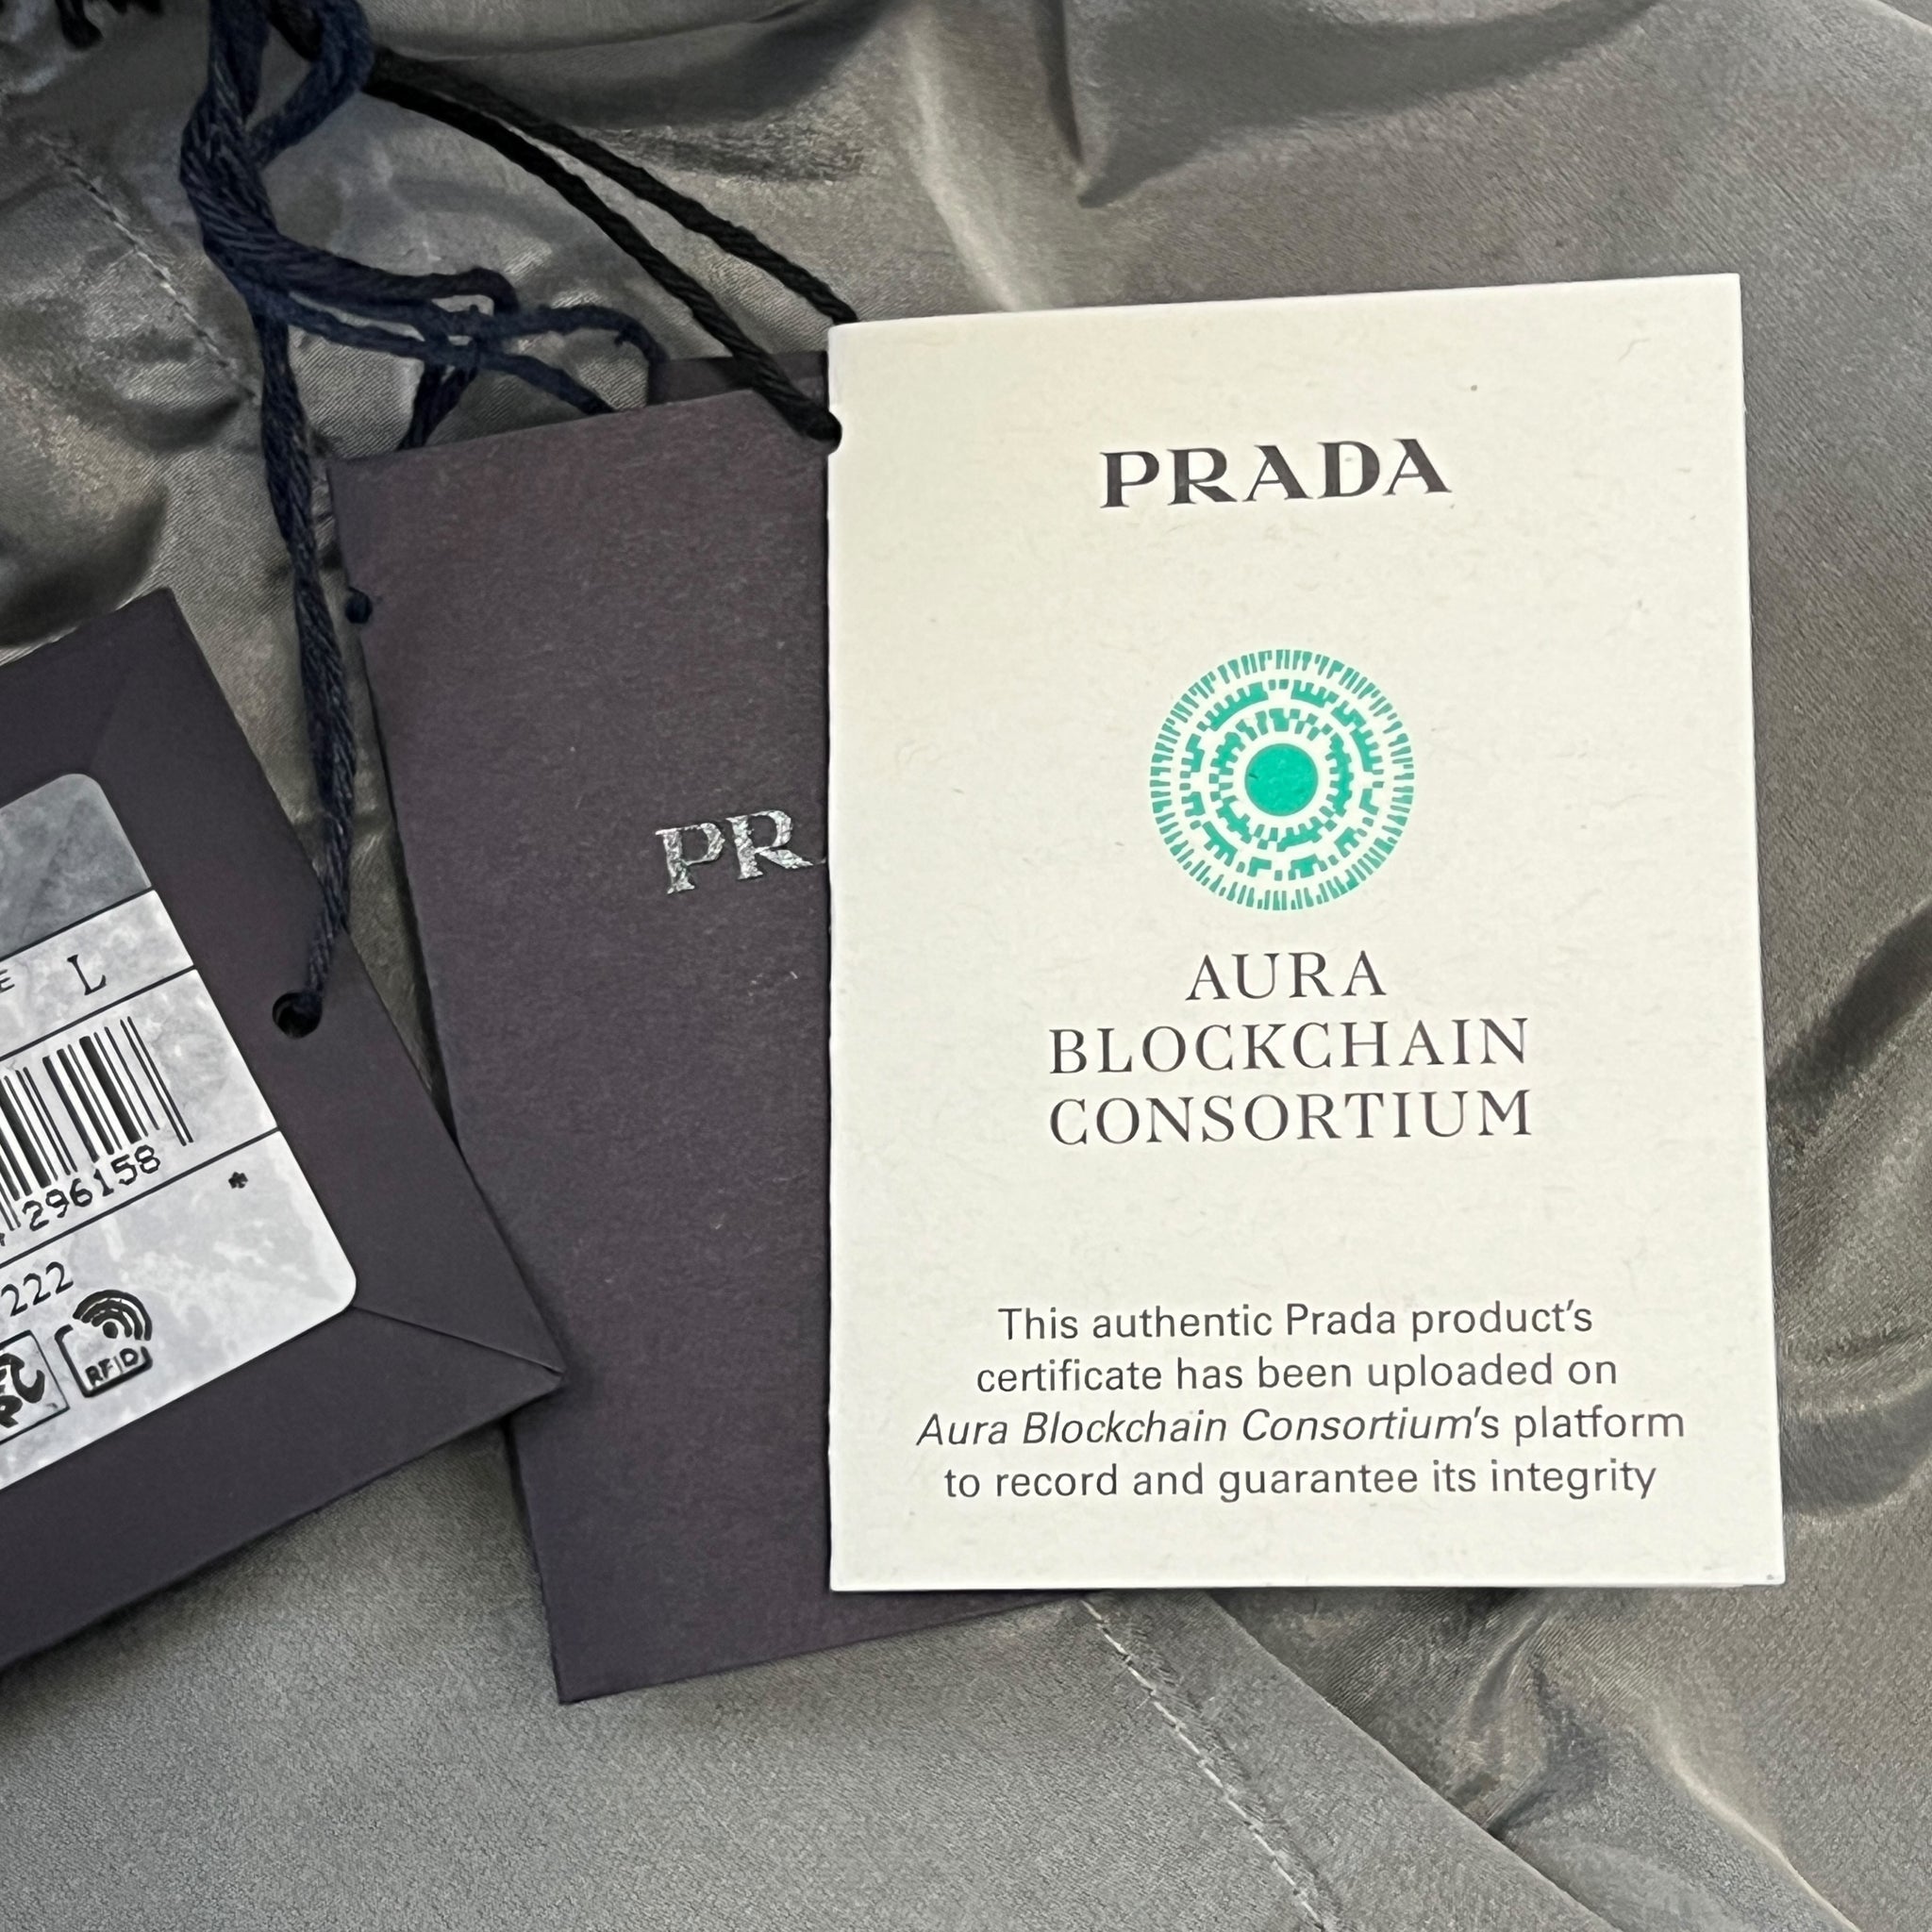 PRADA
AURA
BLOCKCHAIN
CONSORTIUM
This authentic Prada product's
certificate has been uploaded on
Aura Blockchain Consortium's platform
to record and guarantee its integrity
PR
L
296158
222
RFID